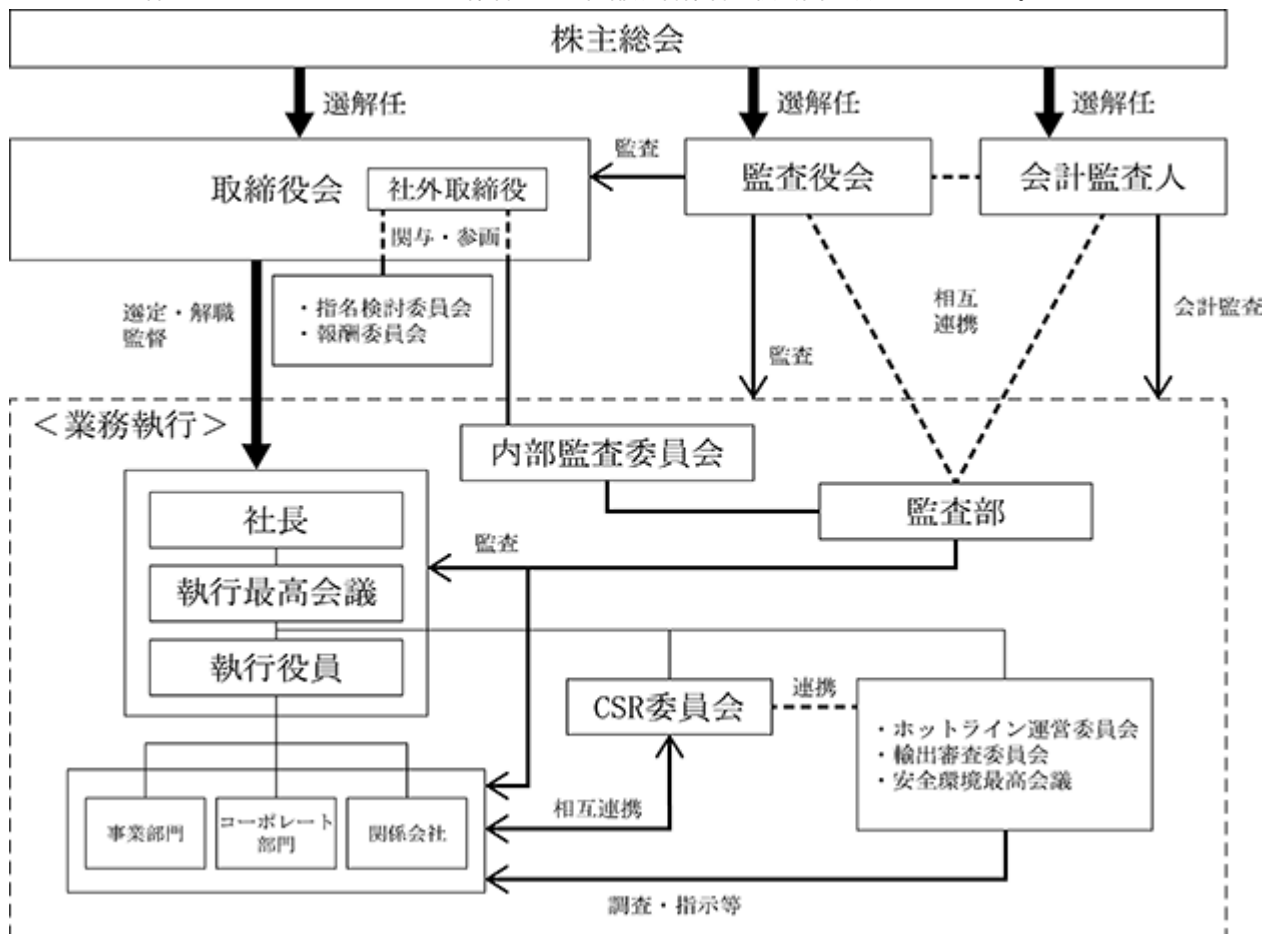 株主総会
選解任
選解任
選解任
取締役会
社外取締役
監査
監査役会
会計監査人
関与・参画
・指名検討委員会
・報酬委員会
選定・解職
監督
監査
相互
連携
会計監査
＜業務執行＞
内部監査委員会
監査部
社長
執行最高会議
執行役員
監査
CSR委員会
連携
・ホットライン運営委員会
・輸出審査委員会
・安全環境最高会議
事業部門
コーポレート
部門
関係会社
相互連携
調査・指示等